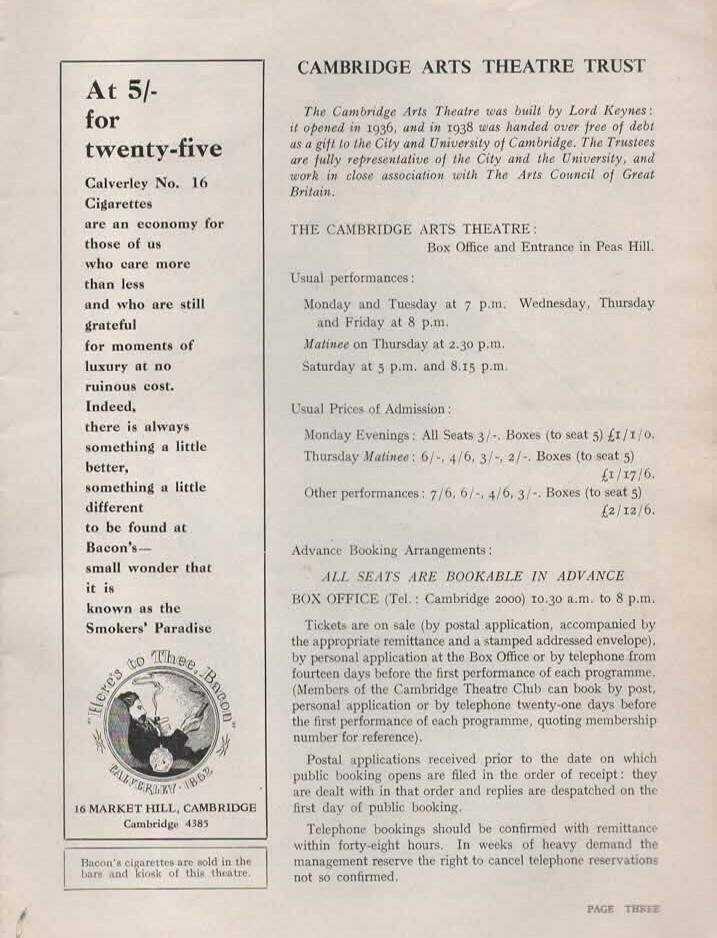 At 5/-
for
twenty-five
Calverley No. 16
Cigarettes
are an economy for
those of us
who care more
than less
and who are still
grateful
for moments of
luxury at no
ruinous cost.
Indeed,
there is always
something a little
better,
something a little
different
to be found at
Bacon's—
small wonder that
it is
known as the
Smokers' Paradise
"Here's to Thee, Bacon"
CALVERLEY · 1862
16 MARKET HILL, CAMBRIDGE
Cambridge 4385
Bacon's cigarettes are sold in the
bars and kiosk of this theatre.
CAMBRIDGE ARTS THEATRE TRUST
The Cambridge Arts Theatre was built by Lord Keynes:
it opened in 1936, and in 1938 was handed over free of debt
as a gift to the City and University of Cambridge. The Trustees
are fully representative of the City and the University, and
work in close association with The Arts Council of Great
Britain.
THE CAMBRIDGE ARTS THEATRE:
Box Office and Entrance in Peas Hill.
Usual performances:
Monday and Tuesday at 7 p.m. Wednesday, Thursday
and Friday at 8 p.m.
Matinee on Thursday at 2.30 p.m.
Saturday at 5 p.m. and 8.15 p.m.
Usual Prices of Admission:
Monday Evenings: All Seats 3/-. Boxes (to seat 5) £1/1/0.
Thursday Matinee: 6/-, 4/6, 3/-, 2/-. Boxes (to seat 5)
£1/17/6.
Other performances: 7/6, 6/-, 4/6, 3/-. Boxes (to seat 5)
£2/12/6.
Advance Booking Arrangements:
ALL SEATS ARE BOOKABLE IN ADVANCE
BOX OFFICE (Tel.: Cambridge 2000) 10.30 a.m. to 8 p.m.
Tickets are on sale (by postal application, accompanied by
the appropriate remittance and a stamped addressed envelope),
by personal application at the Box Office or by telephone from
fourteen days before the first performance of each programme.
(Members of the Cambridge Theatre Club can book by post,
personal application or by telephone twenty-one days before
the first performance of each programme, quoting membership
number for reference).
Postal applications received prior to the date on which
public booking opens are filed in the order of receipt: they
are dealt with in that order and replies are despatched on the
first day of public booking.
Telephone bookings should be confirmed with remittance
within forty-eight hours. In weeks of heavy demand the
management reserve the right to cancel telephone reservations
not so confirmed.
PAGE THREE